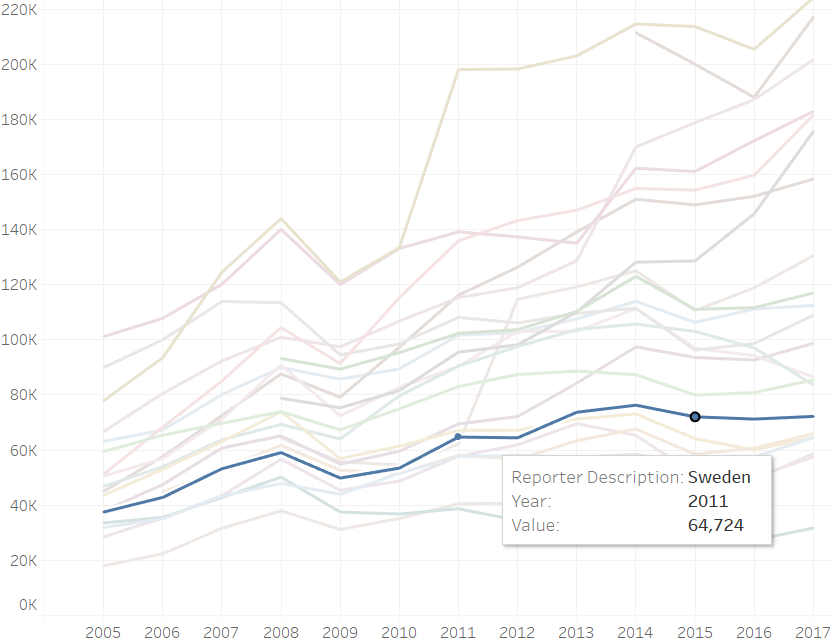 220K
200K
180K
160K
140K
120K
100K
80K
60K
40K
20K
0K
Reporter Description: Sweden
Year: 2011
Value: 64,724
2005 2006 2007 2008 2009 2010 2011 2012 2013 2014 2015 2016 2017